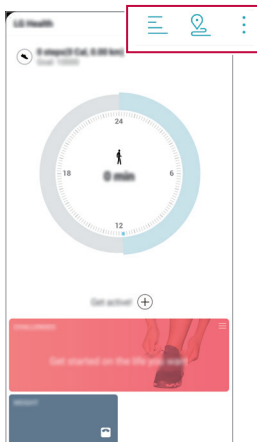 LG Health
0 steps(0 Cal, 0.00 km)
Goal 10000
24
18
6
0 min
12
Get active!
CHALLENGES
Get started on the life you want
WEIGHT